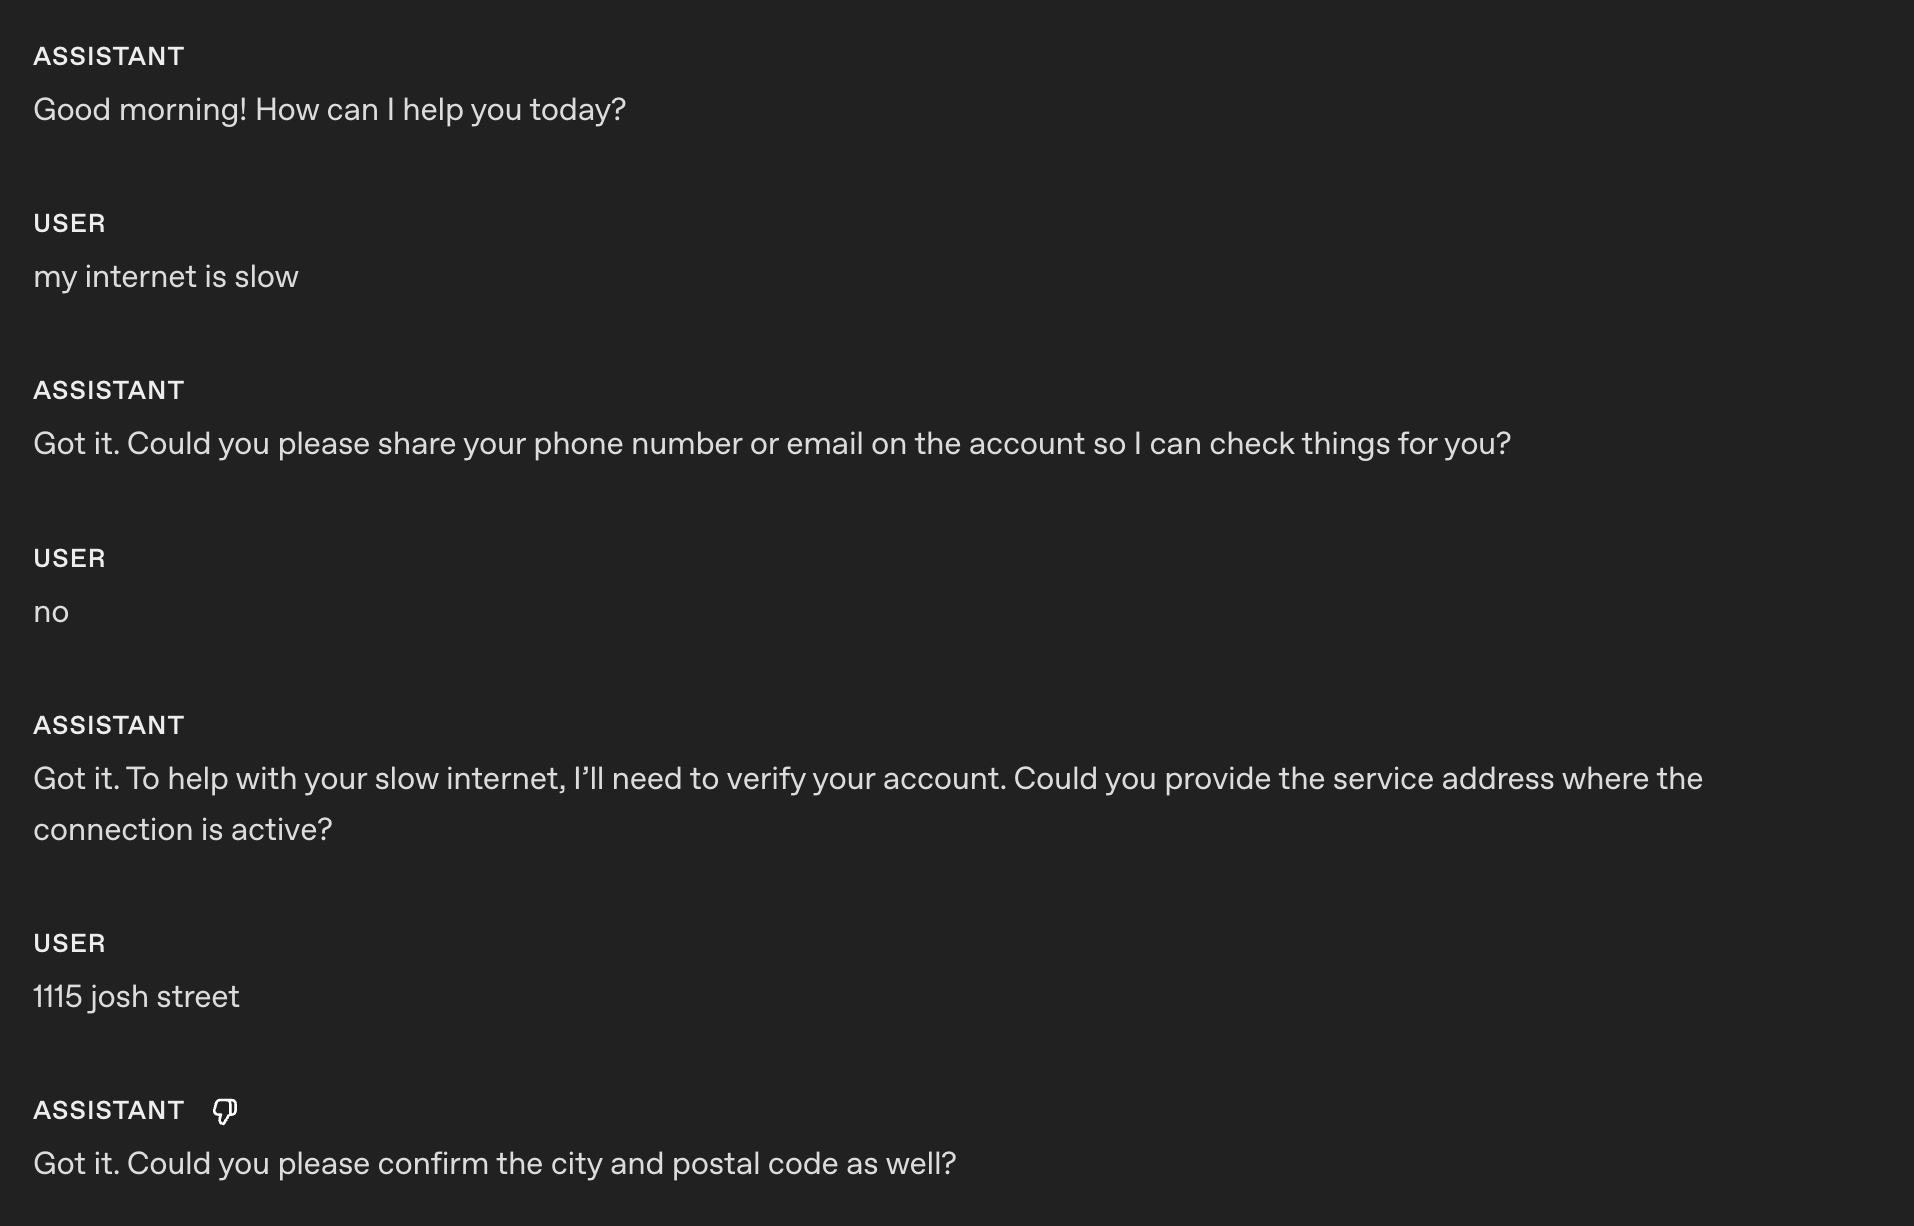 ASSISTANT
Good morning! How can I help you today?
USER
my internet is slow
ASSISTANT
Got it. Could you please share your phone number or email on the account so I can check things for you?
USER
no
ASSISTANT
Got it. To help with your slow internet, I’ll need to verify your account. Could you provide the service address where the
connection is active?
USER
1115 josh street
ASSISTANT
Got it. Could you please confirm the city and postal code as well?